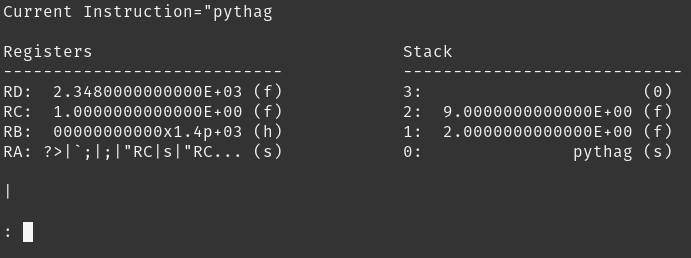 Current Instruction="pythag
Registers                               Stack
----------------------------            ----------------------------
RD:  2.3480000000000E+03 (f)            3:                       (0)
RC:  1.0000000000000E+00 (f)            2:  9.0000000000000E+00 (f)
RB:  00000000000x1.4p+03 (h)            1:  2.0000000000000E+00 (f)
RA: ?>|`;|;|"RC|s|"RC... (s)            0:               pythag (s)
|
: